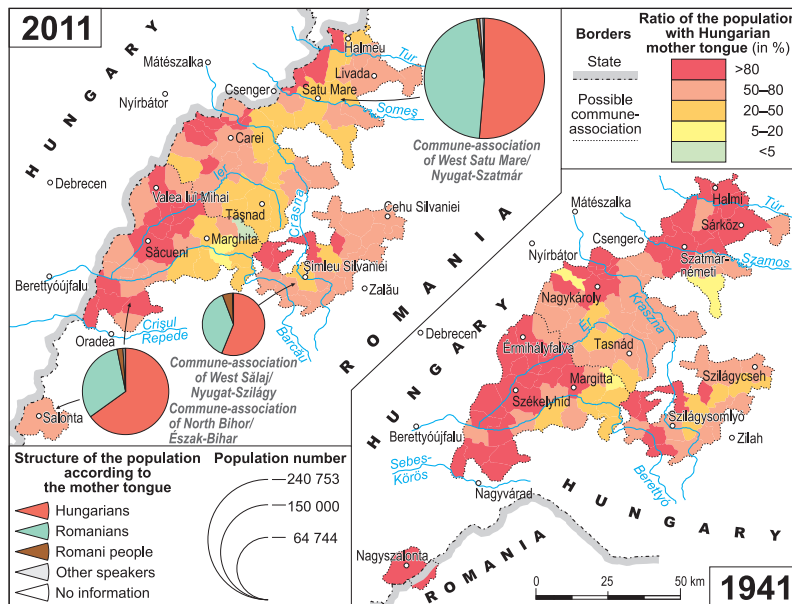 2011
HUNGARY
ROMANIA
Mátészalka
Nyírbátor
Csenger
Halmeu
Tur
Livada
Satu Mare
Someș
Carei
Ier
Debrecen
Valea lui Mihai
Tășnad
Crasna
Cehu Silvaniei
Săcueni
Marghita
Șimleu Silvaniei
Zalău
Berettyóújfalu
Crișul
Repede
Oradea
Barcău
Salonta
Commune-association
of West Satu Mare/
Nyugat-Szatmár
Commune-association
of West Sălaj/
Nyugat-Szilágy
Commune-association
of North Bihor/
Észak-Bihar
Borders
State
Possible
commune-
association
Ratio of the population
with Hungarian
mother tongue (in %)
>80
50–80
20–50
5–20
<5
Structure of the population
according to
the mother tongue
Hungarians
Romanians
Romani people
Other speakers
No information
Population number
240 753
150 000
64 744
HUNGARY
Mátészalka
Halmi
Túr
Sárköz
Csenger
Szatmár-
németi
Szamos
Nyírbátor
Nagykároly
Kraszna
Ér
Debrecen
Érmihályfalva
Tasnád
Margitta
Székelyhíd
Szilágycseh
Szilágysomlyó
Zilah
Berettyóújfalu
Berettyó
Sebes-
Körös
Nagyvárad
HUNGARY
Nagyszalonta
ROMANIA
0
25
50 km
1941